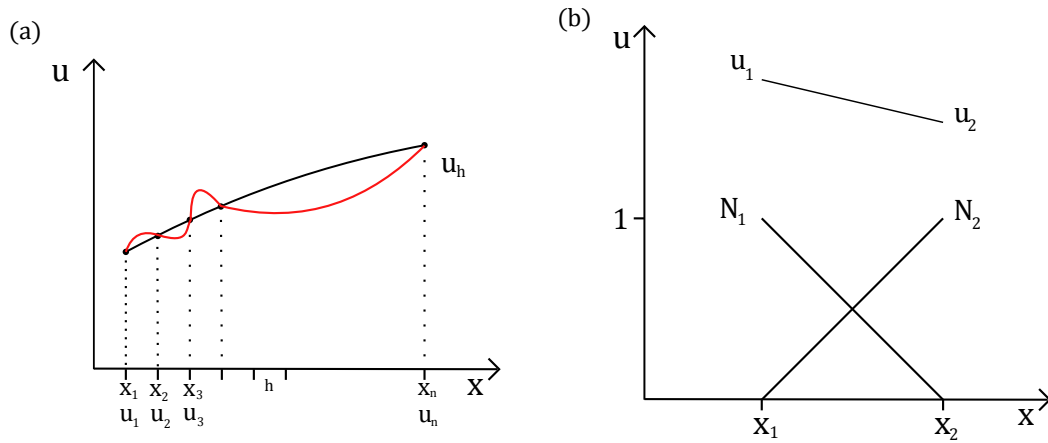 (a)
u
u_h
h
x_1 x_2 x_3 x_n x
u_1 u_2 u_3 u_n
(b)
u
u_1
u_2
1 N_1 N_2
x_1 x_2 x